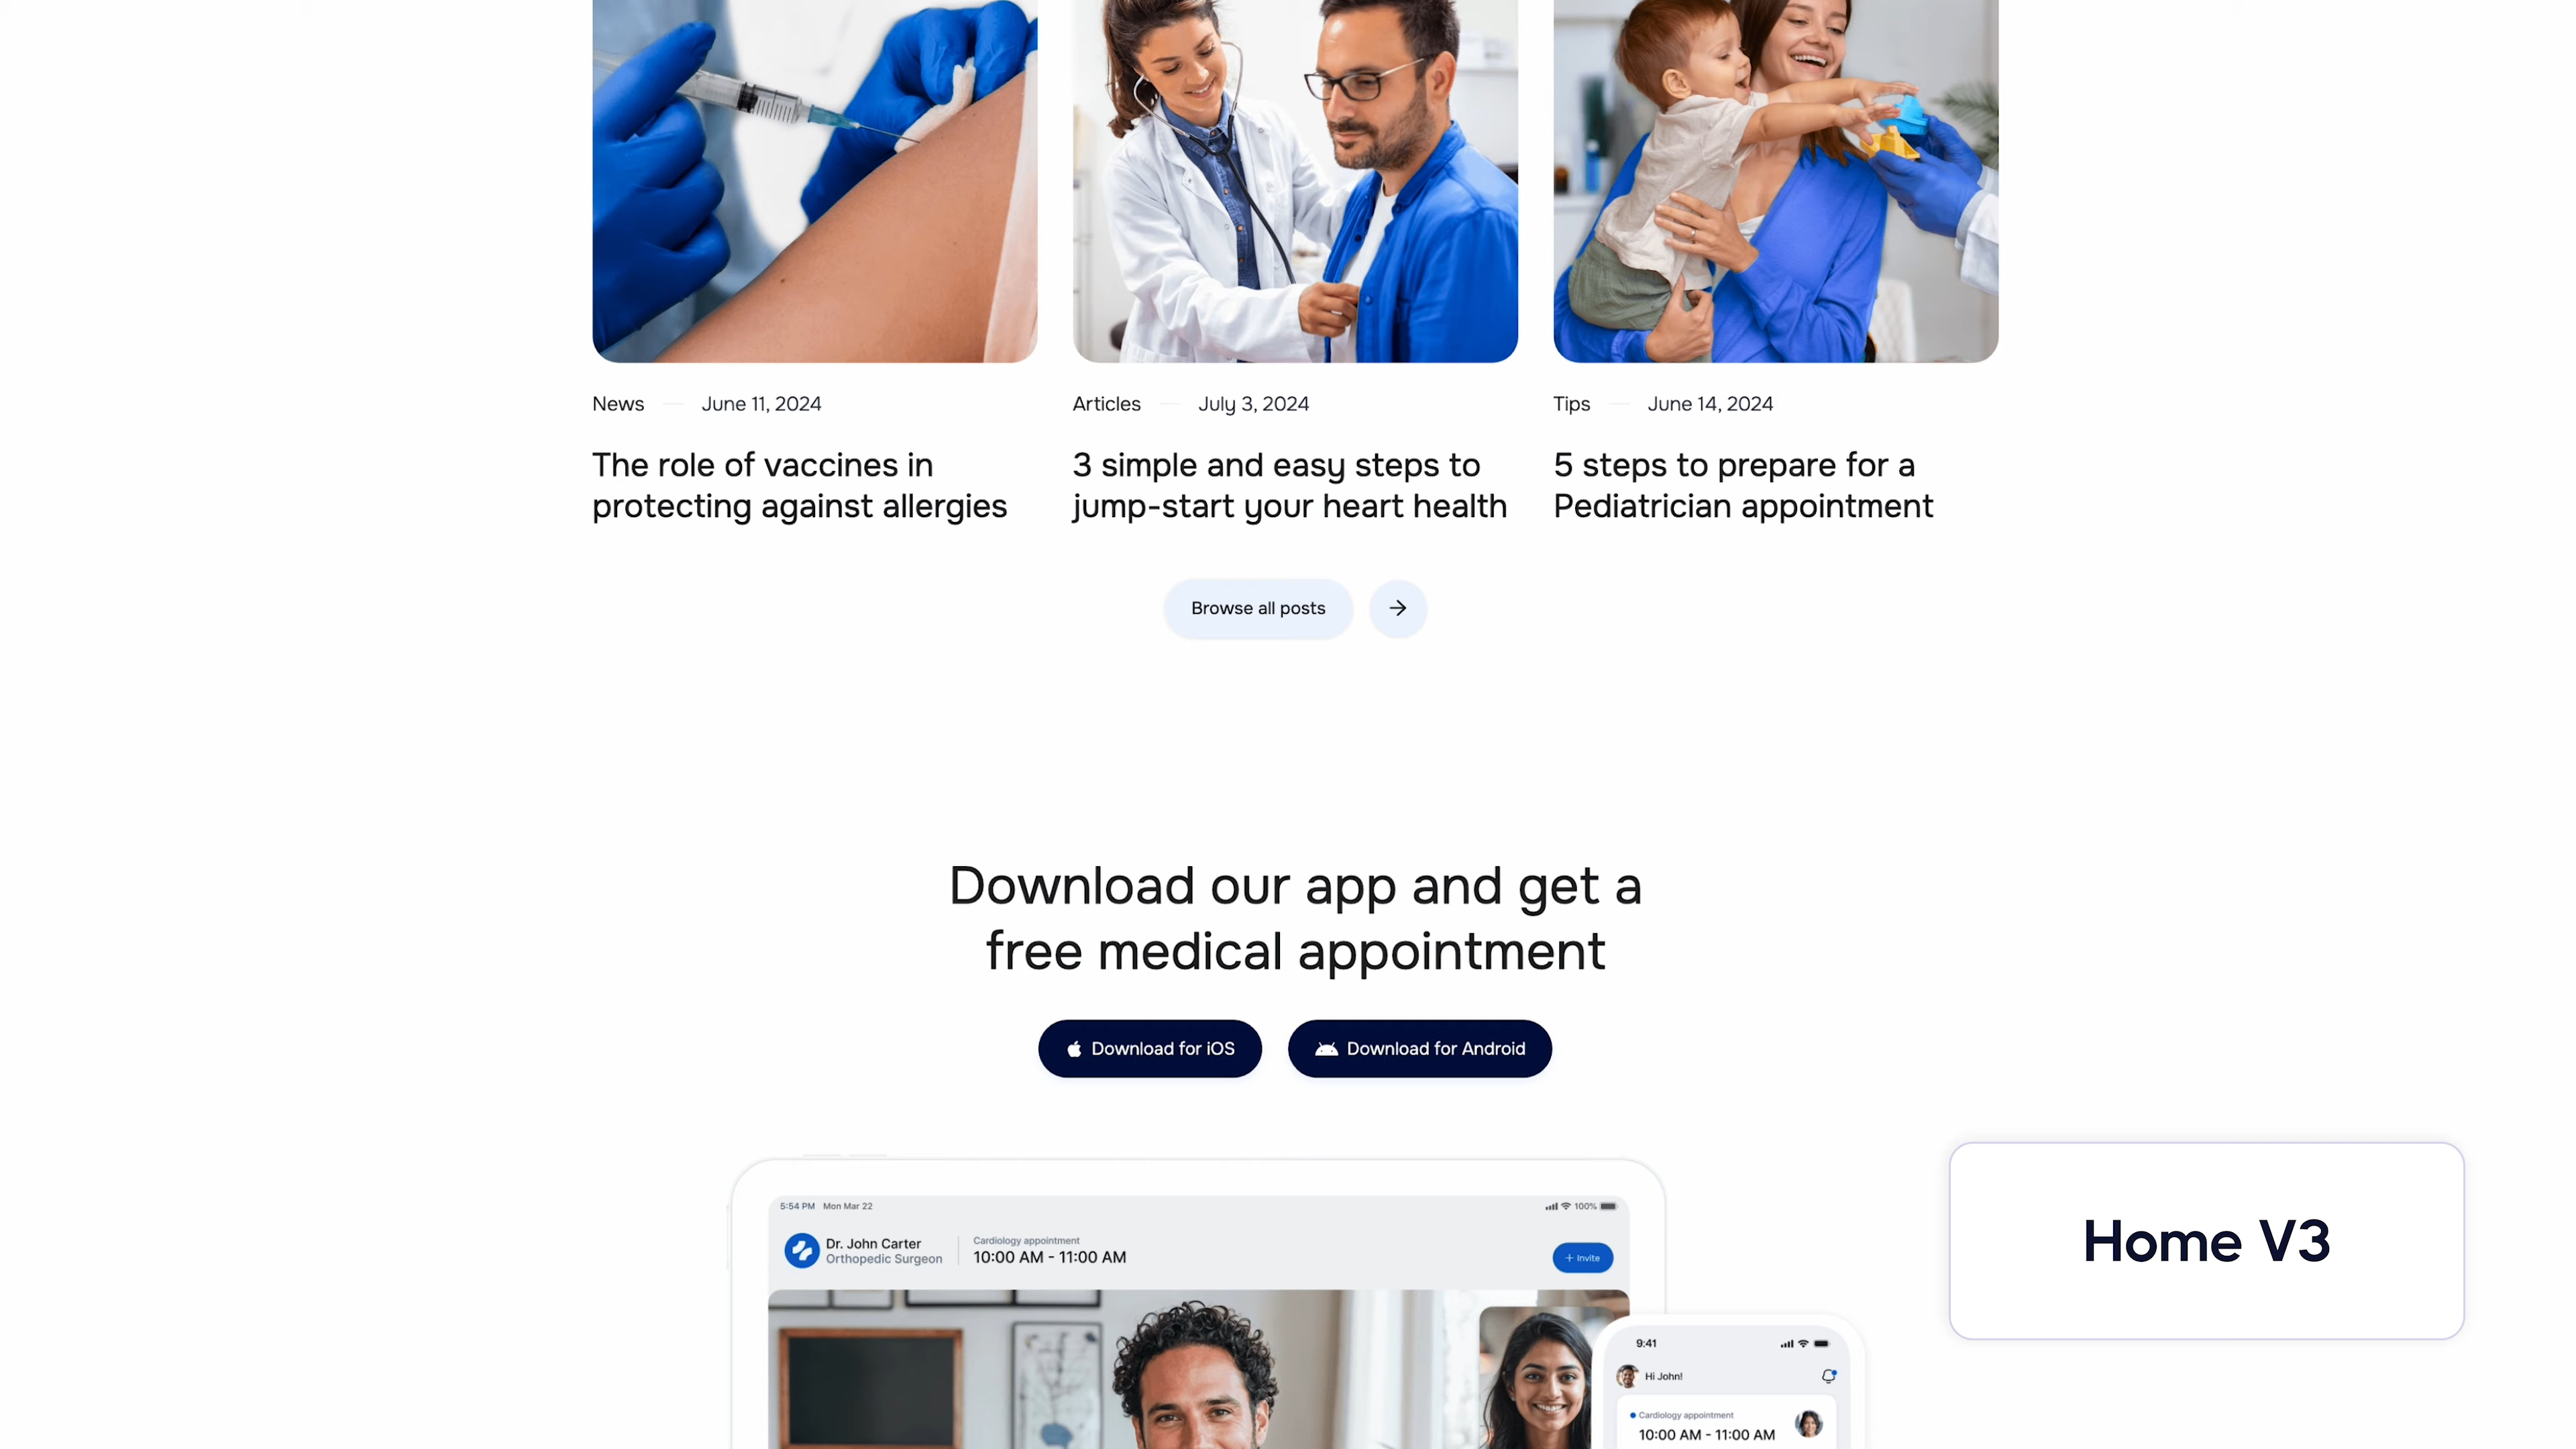 News
June 11, 2024
The role of vaccines in
protecting against allergies
Articles
July 3, 2024
3 simple and easy steps to
jump-start your heart health
Tips
June 14, 2024
5 steps to prepare for a
Pediatrician appointment
Browse all posts
Download our app and get a
free medical appointment
Download for iOS
Download for Android
5:54 PM Mon Mar 22
100%
Dr. John Carter
Orthopedic Surgeon
Cardiology appointment
10:00 AM - 11:00 AM
+ Invite
9:41
Hi John!
Cardiology appointment
10:00 AM - 11:00 AM
Home V3